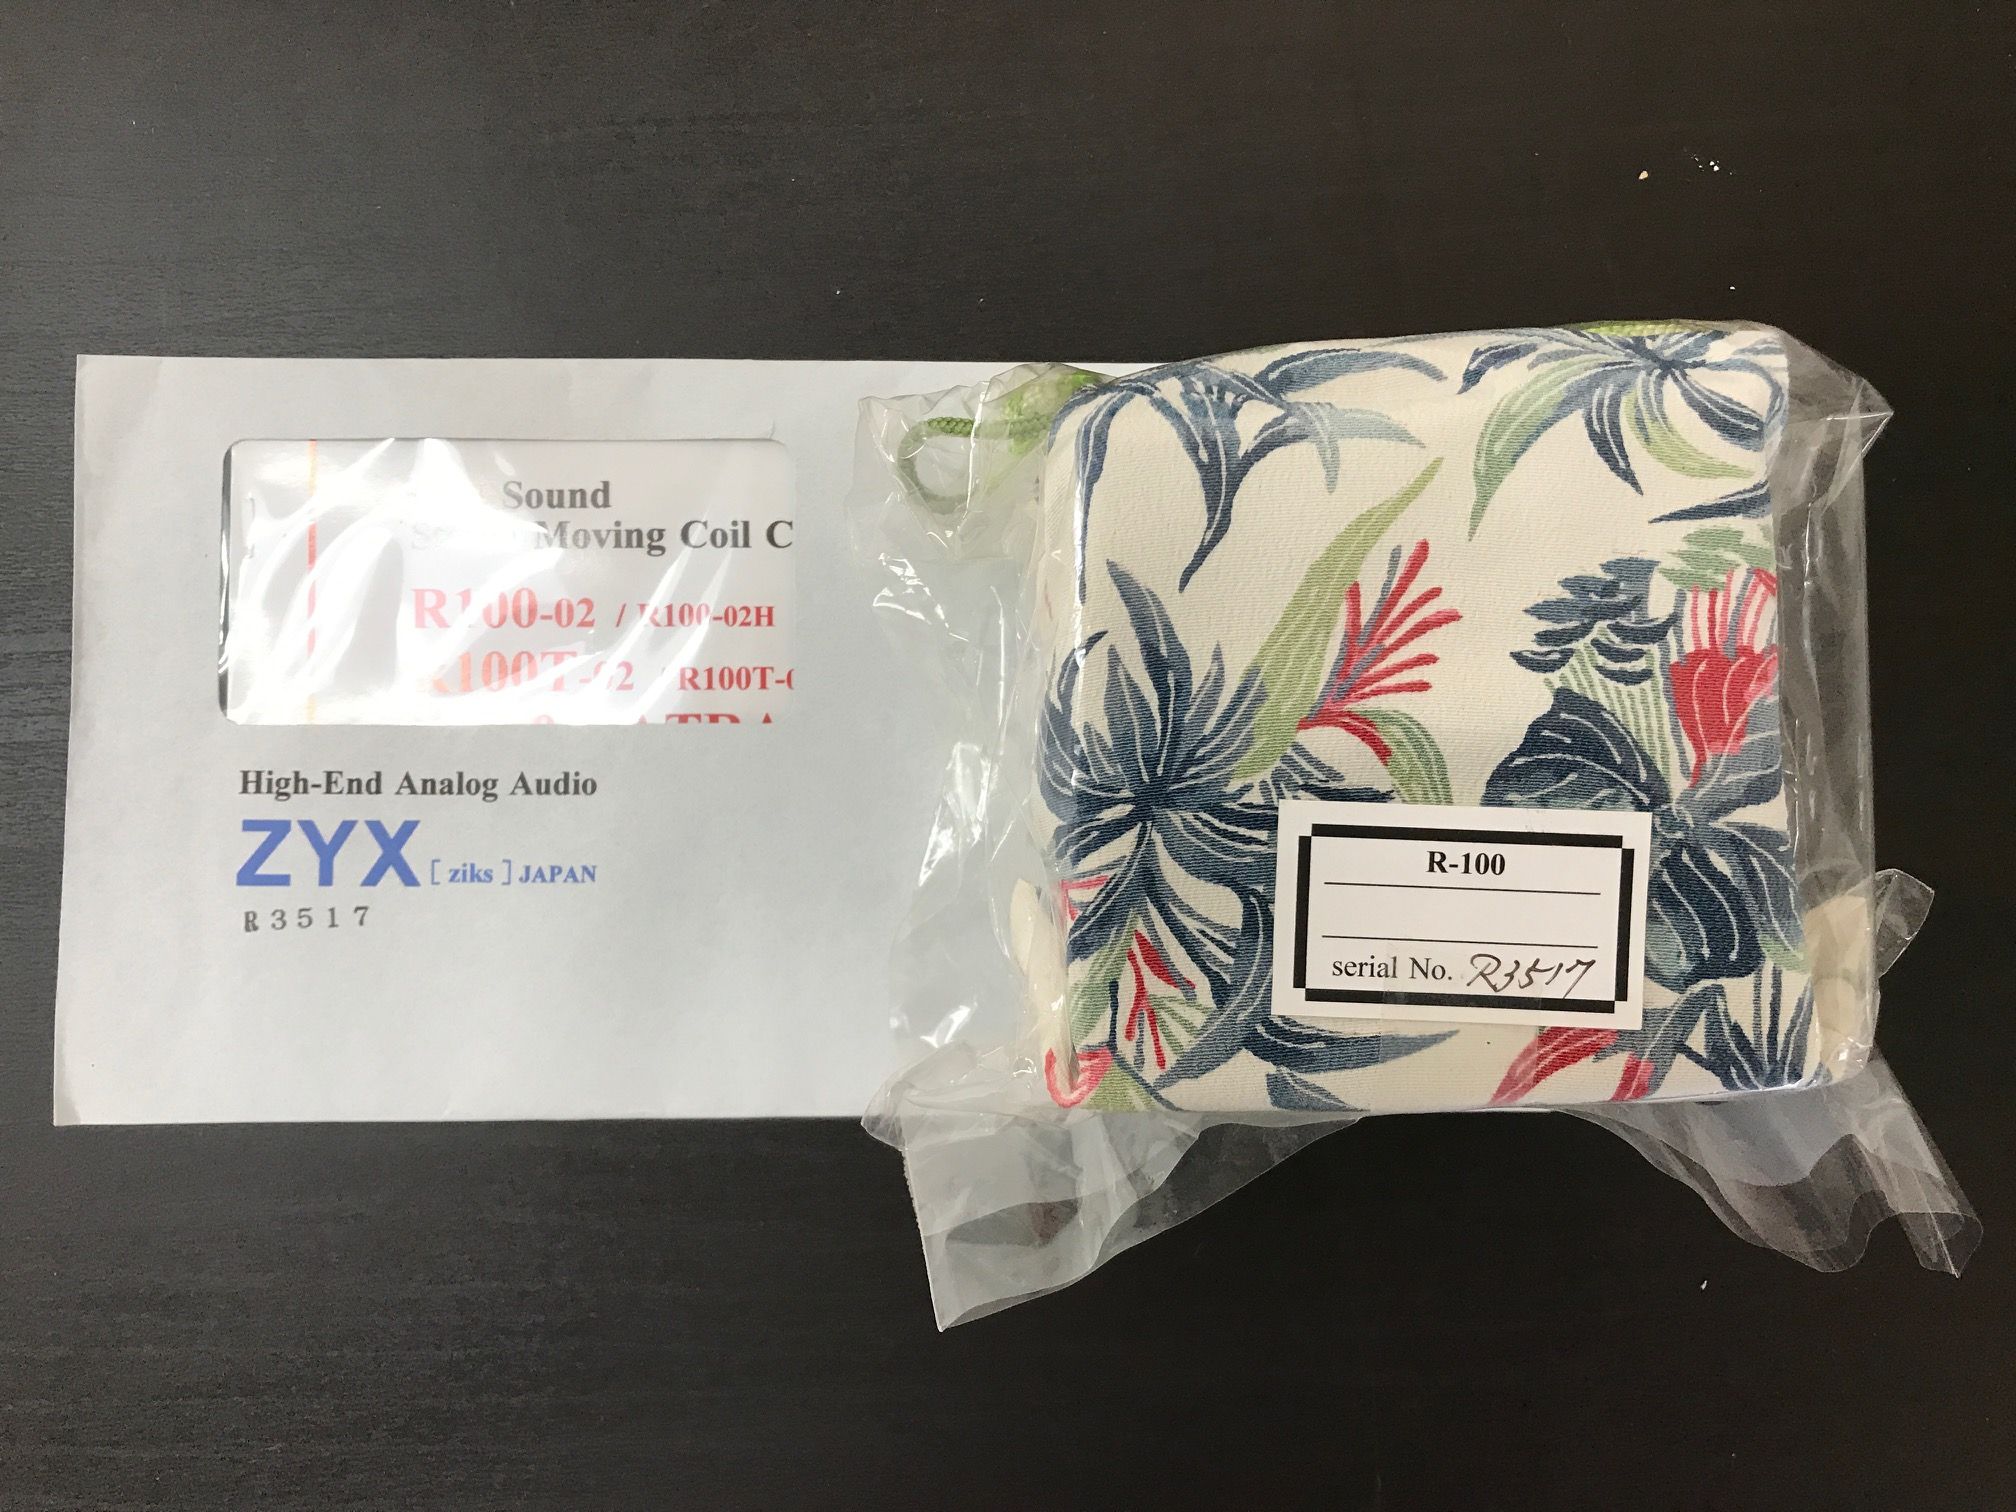 Sound
Moving Coil C
R100-02 / R100-02H
R100T-02 / R100T-
High-End Analog Audio
ZYX [ziks] JAPAN
R3517
R-100
serial No. R3517